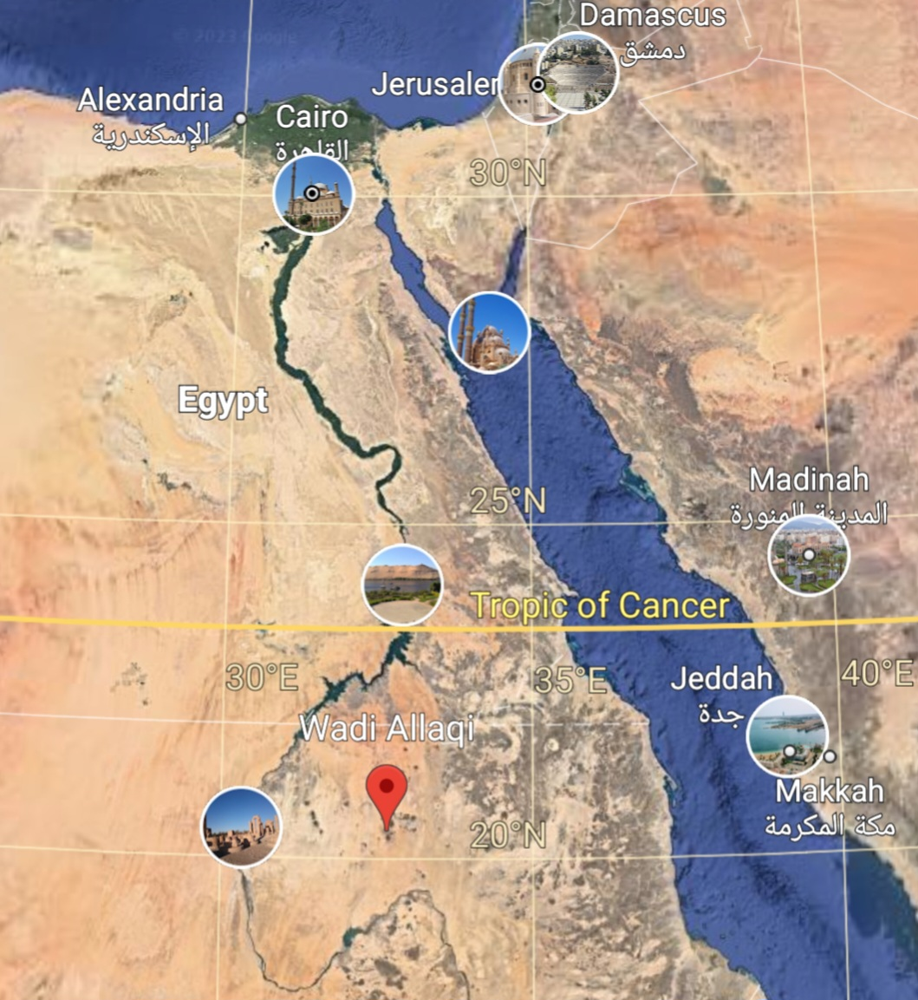 Damascus
دمشق
Jerusaler
Alexandria
الإسكندرية
Cairo
القاهرة
30°N
Egypt
25°N
Madinah
المدينة المنورة
Tropic of Cancer
30°E
35°E
40°E
Jeddah
جدة
Wadi Allaqi
Makkah
مكة المكرمة
20°N